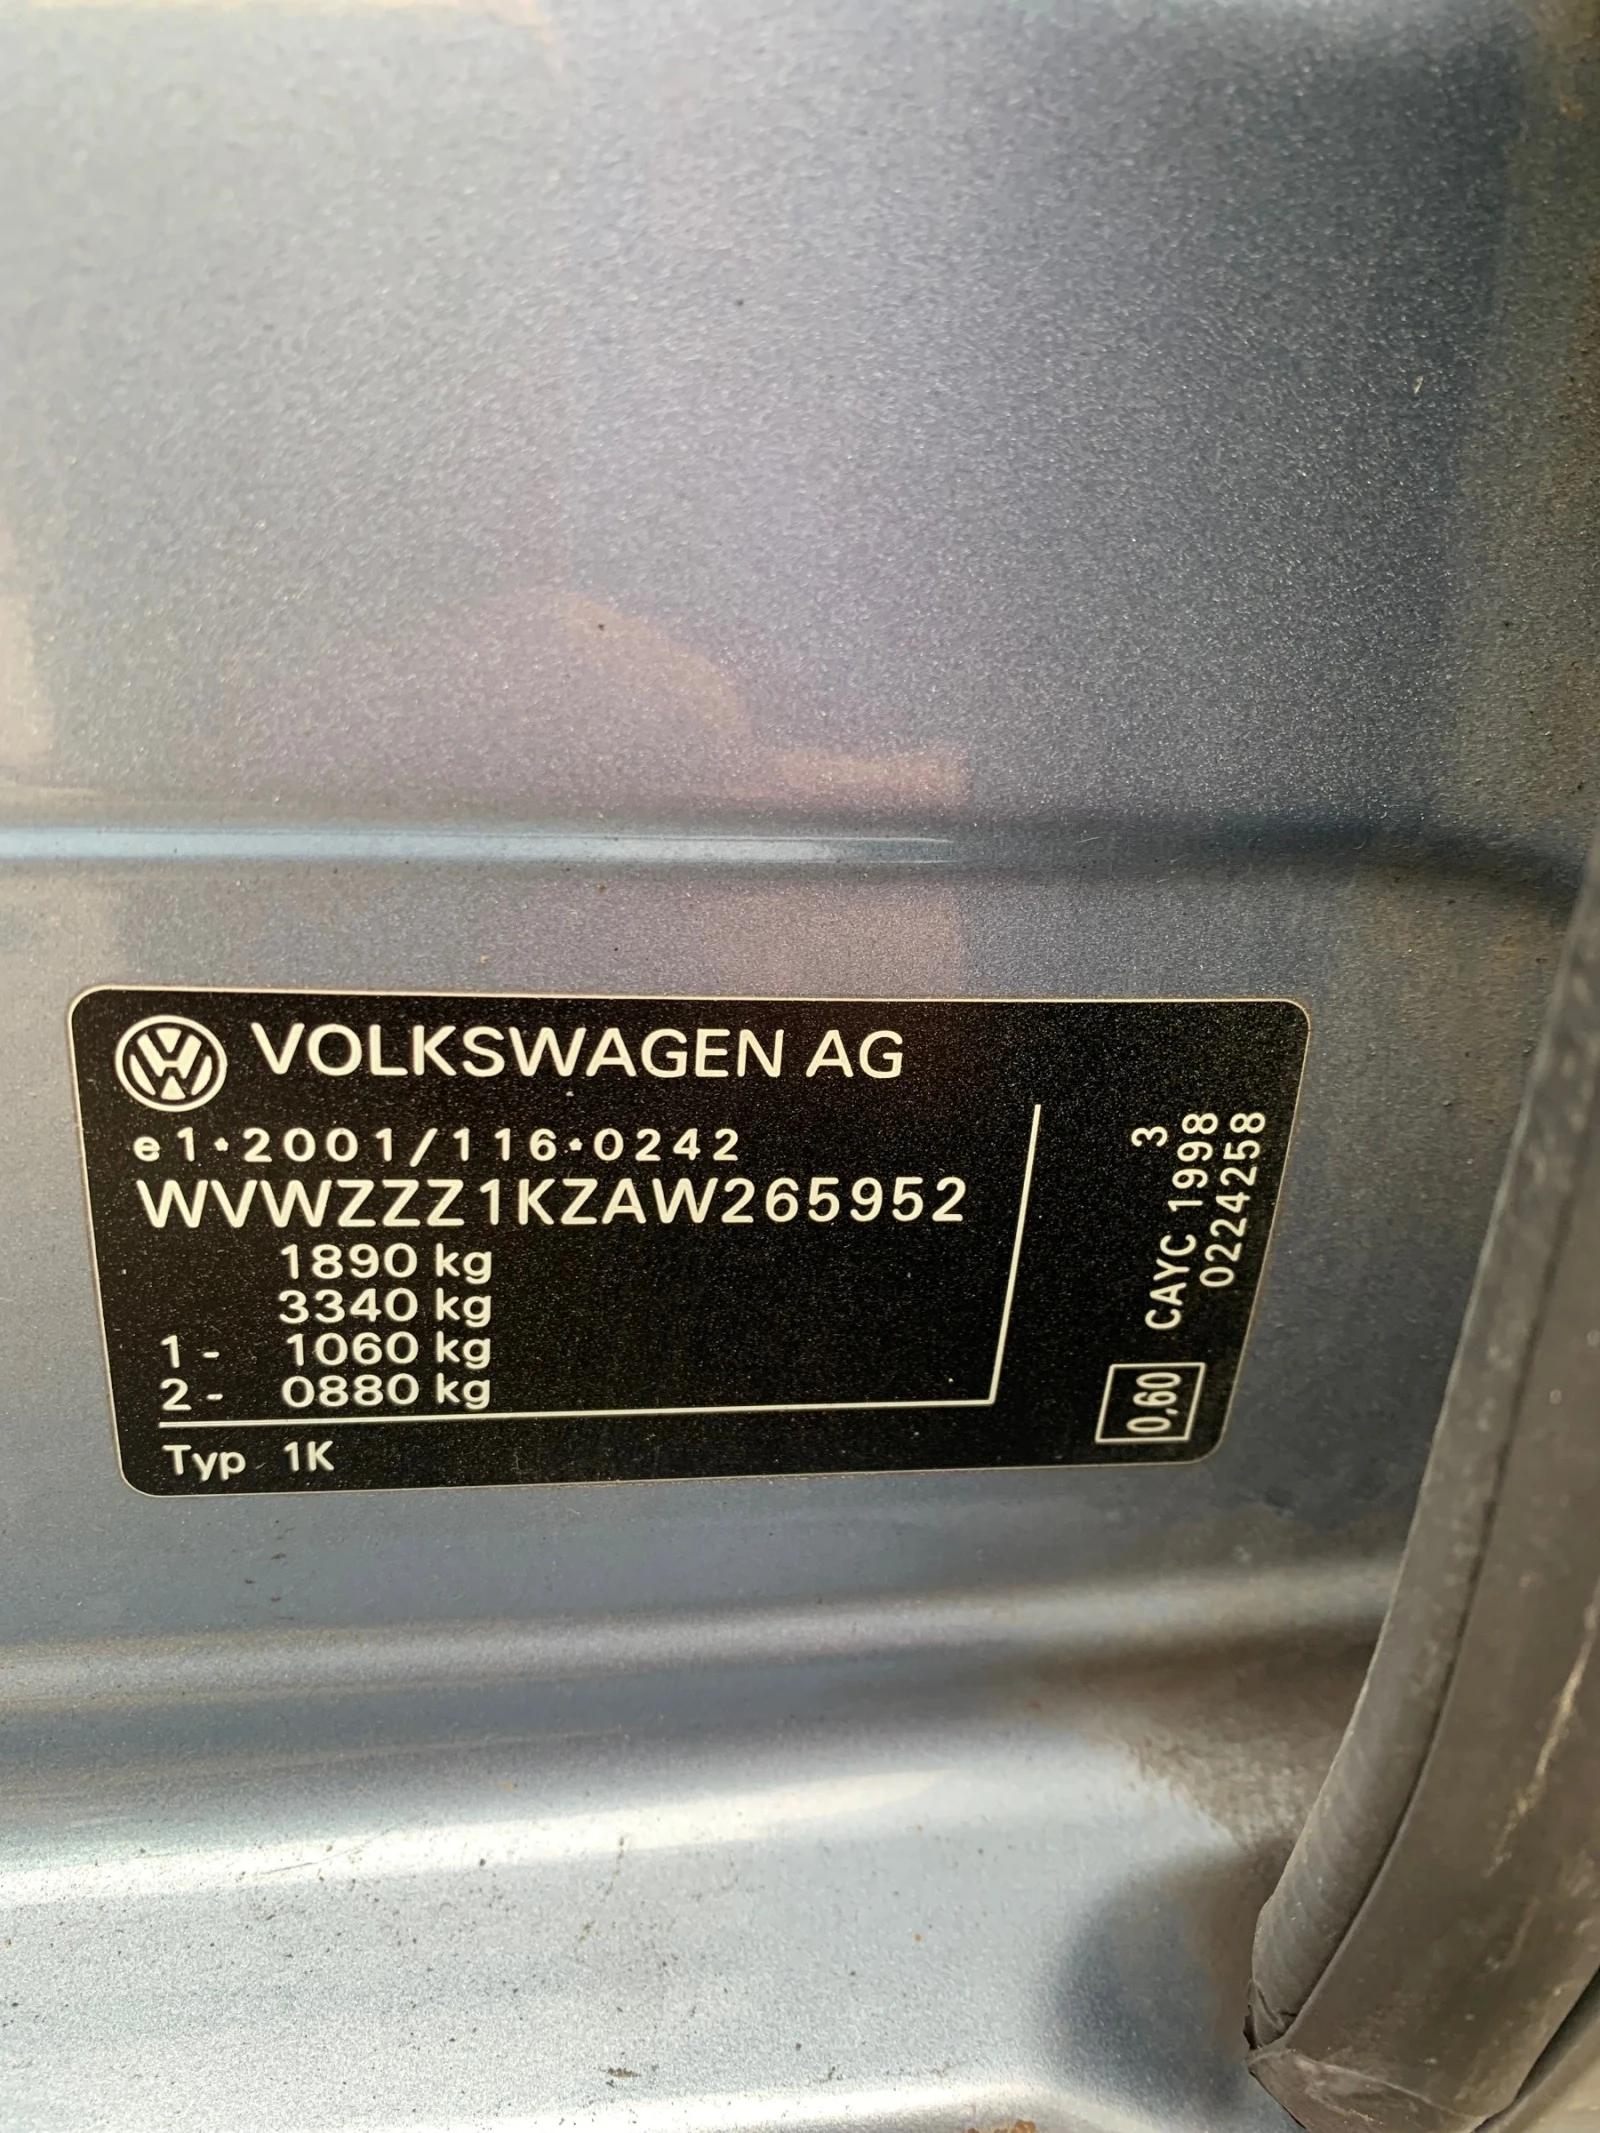 VOLKSWAGEN AG
e1*2001/116*0242
WVWZZZ1KZAW265952
1890 kg
3340 kg
1- 1060 kg
2- 0880 kg
Typ 1K
3
CAYC 1998
0224258
0,60